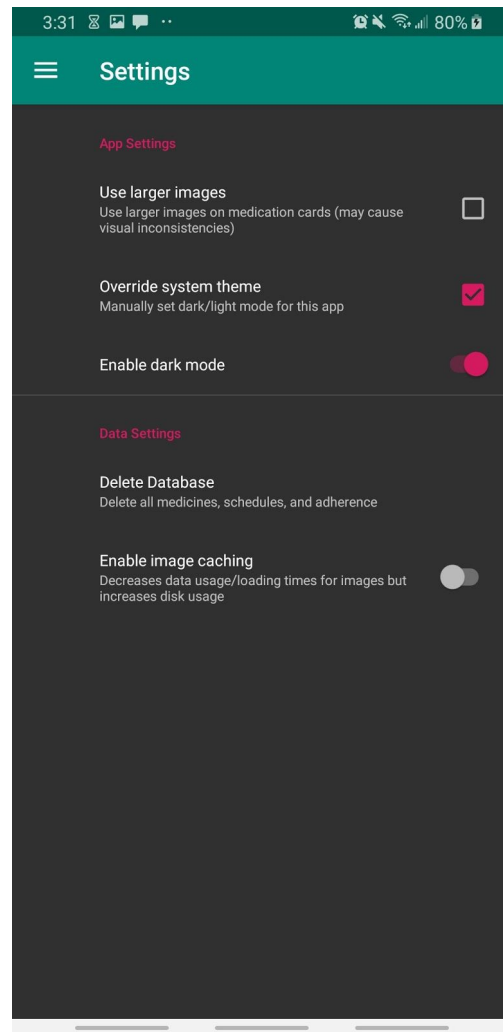 3:31 80%
Settings
App Settings
Use larger images
Use larger images on medication cards (may cause
visual inconsistencies)
Override system theme
Manually set dark/light mode for this app
Enable dark mode
Data Settings
Delete Database
Delete all medicines, schedules, and adherence
Enable image caching
Decreases data usage/loading times for images but
increases disk usage